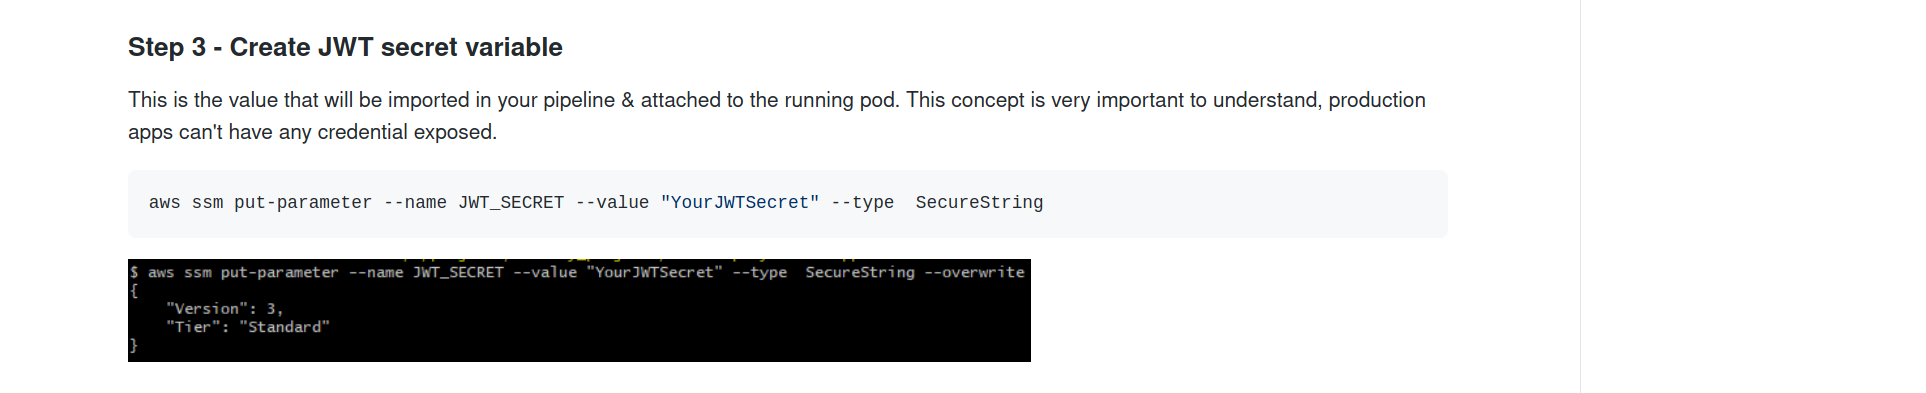 Step 3 - Create JWT secret variable
This is the value that will be imported in your pipeline & attached to the running pod. This concept is very important to understand, production
apps can't have any credential exposed.
aws ssm put-parameter --name JWT_SECRET --value "YourJWTSecret" --type  SecureString
$ aws ssm put-parameter --name JWT_SECRET --value "YourJWTSecret" --type  SecureString --overwrite
{
    "Version": 3,
    "Tier": "Standard"
}